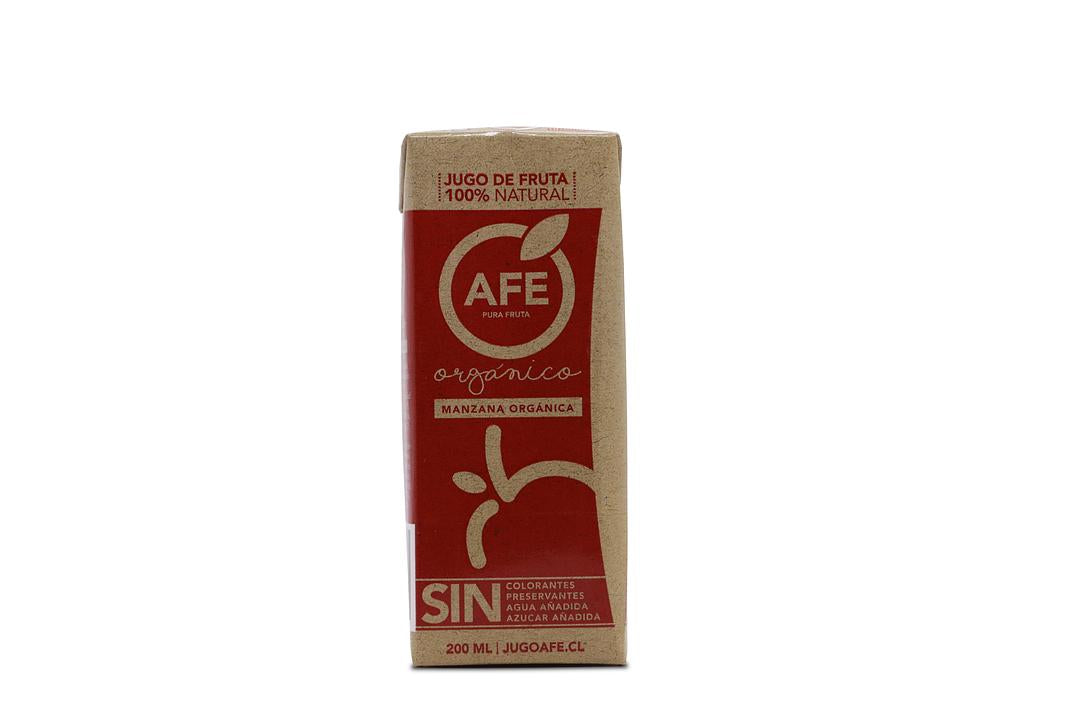 JUGO DE FRUTA
100% NATURAL
AFE
PURA FRUTA
orgánico
MANZANA ORGÁNICA
SIN
COLORANTES
PRESERVANTES
AGUA AÑADIDA
AZUCAR AÑADIDA
200 ML | JUGOAFE.CL